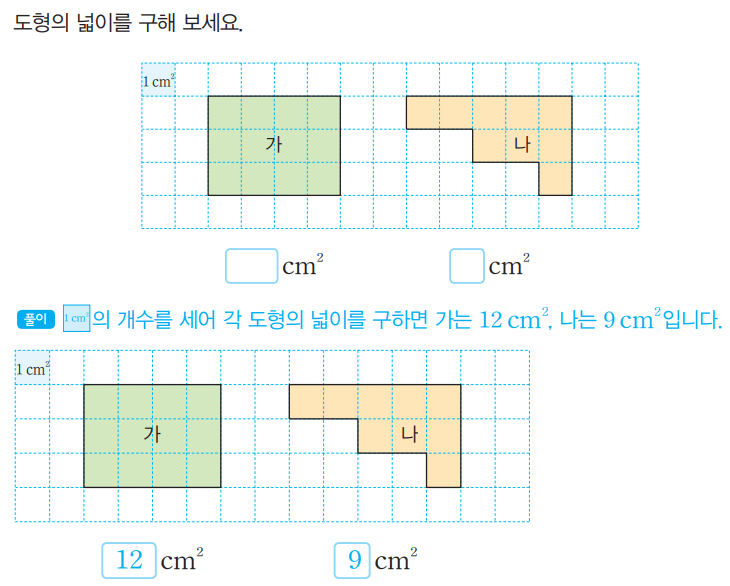 도형의 넓이를 구해 보세요.
1 cm²
가 나
cm² cm²
풀이 1 cm²의 개수를 세어 각 도형의 넓이를 구하면 가는 12 cm², 나는 9 cm²입니다.
1 cm²
가 나
12 cm² 9 cm²